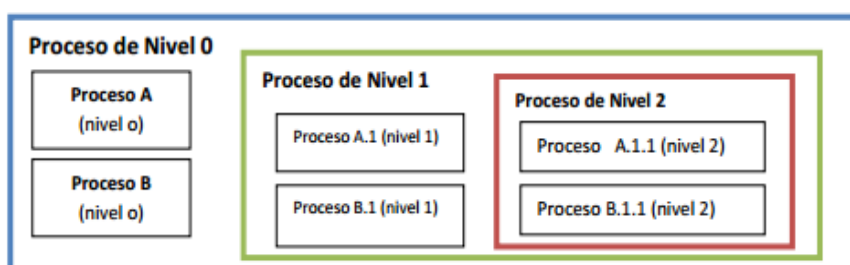 Proceso de Nivel 0
Proceso A
(nivel o)
Proceso B
(nivel o)
Proceso de Nivel 1
Proceso A.1 (nivel 1)
Proceso B.1 (nivel 1)
Proceso de Nivel 2
Proceso A.1.1 (nivel 2)
Proceso B.1.1 (nivel 2)